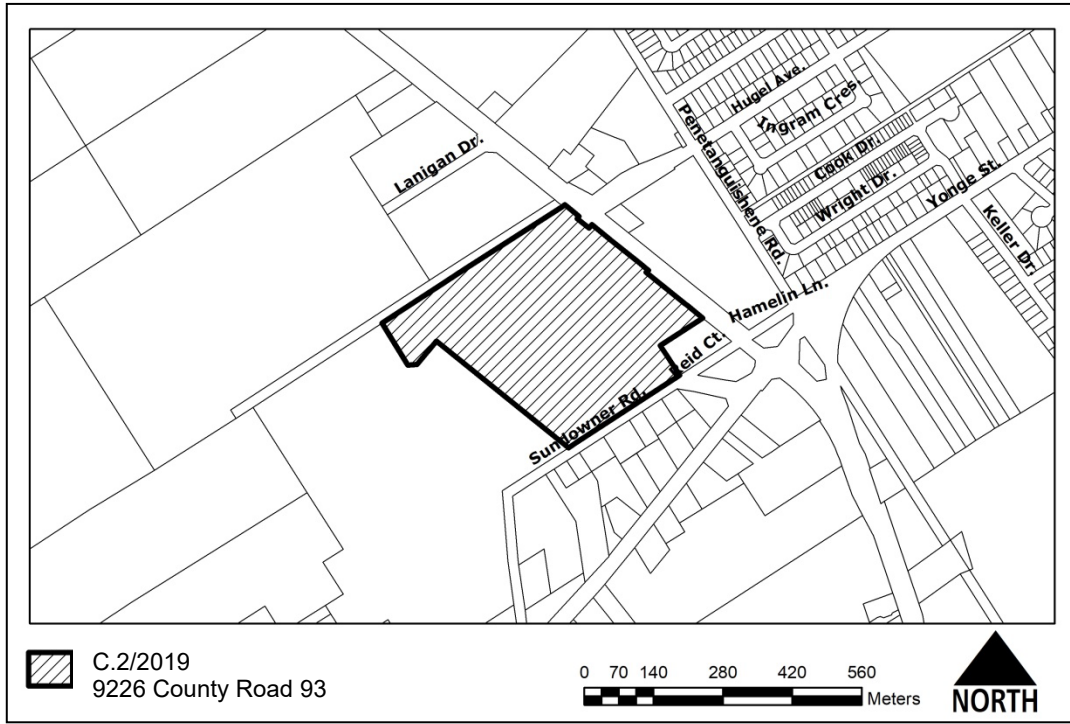 Hugel Ave.
Ingram Cres.
Penetanguishene Rd.
Cook Dr.
Lanigan Dr.
Wright Dr.
Yonge St.
Keller Dr.
Hamelin Ln.
Reid Ct.
Sundowner Rd.
C.2/2019
9226 County Road 93
0 70 140 280 420 560
Meters
NORTH